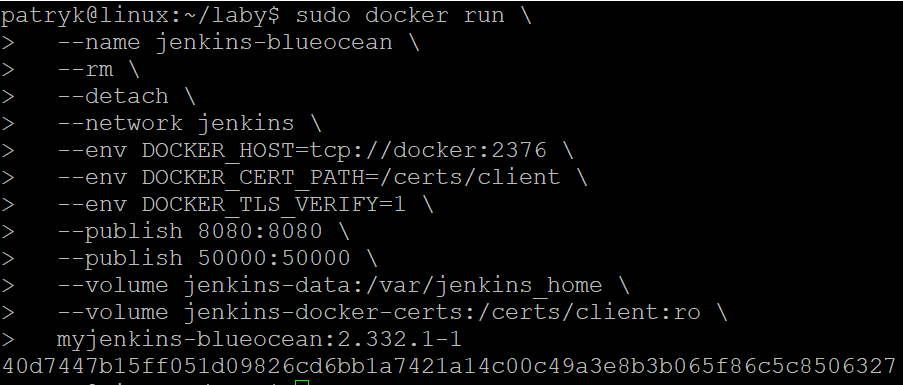 patryk@linux:~/laby$ sudo docker run \
>   --name jenkins-blueocean \
>   --rm \
>   --detach \
>   --network jenkins \
>   --env DOCKER_HOST=tcp://docker:2376 \
>   --env DOCKER_CERT_PATH=/certs/client \
>   --env DOCKER_TLS_VERIFY=1 \
>   --publish 8080:8080 \
>   --publish 50000:50000 \
>   --volume jenkins-data:/var/jenkins_home \
>   --volume jenkins-docker-certs:/certs/client:ro \
>   myjenkins-blueocean:2.332.1-1
40d7447b15ff051d09826cd6bb1a7421a14c00c49a3e8b3b065f86c5c8506327